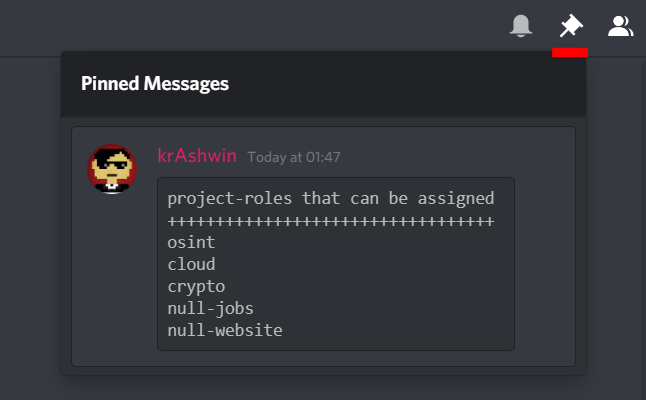 Pinned Messages
krAshwin Today at 01:47
project-roles that can be assigned
++++++++++++++++++++++++++++++++++
osint
cloud
crypto
null-jobs
null-website